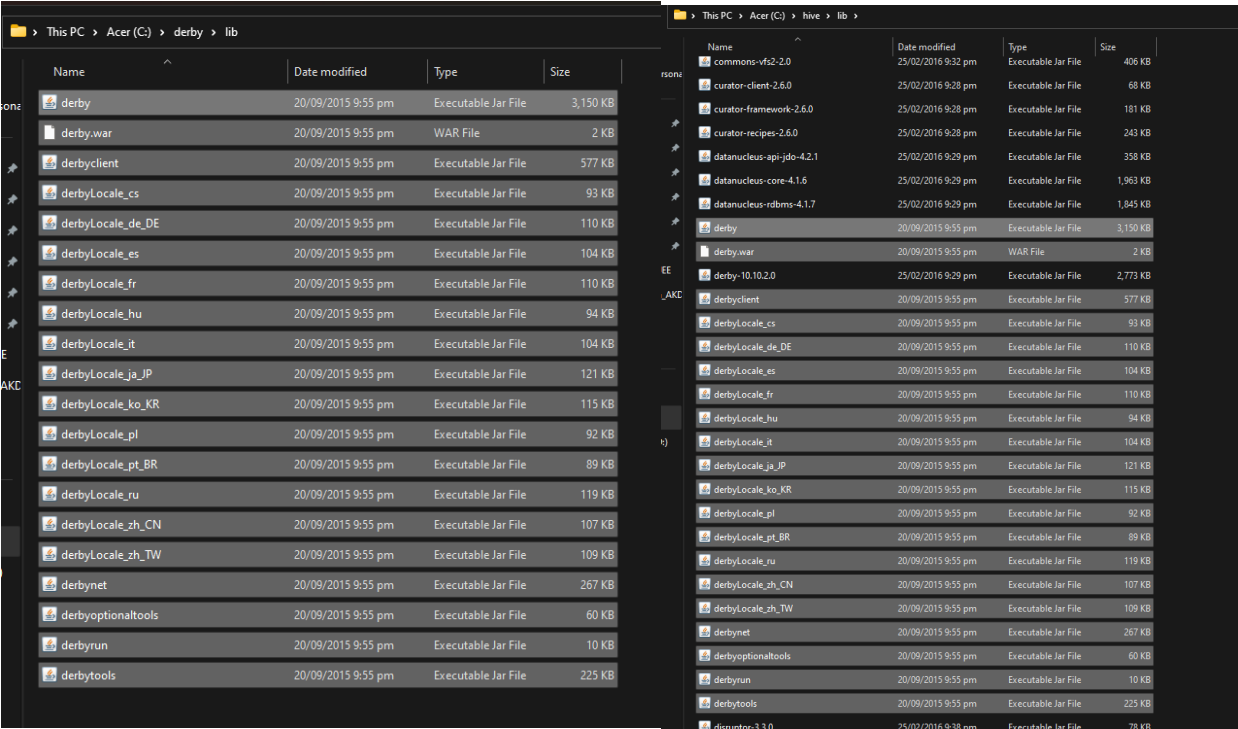 This PC > Acer (C:) > derby > lib
Name Date modified Type Size
derby 20/09/2015 9:55 pm Executable Jar File 3,150 KB
derby.war 20/09/2015 9:55 pm WAR File 2 KB
derbyclient 20/09/2015 9:55 pm Executable Jar File 577 KB
derbyLocale_cs 20/09/2015 9:55 pm Executable Jar File 93 KB
derbyLocale_de_DE 20/09/2015 9:55 pm Executable Jar File 110 KB
derbyLocale_es 20/09/2015 9:55 pm Executable Jar File 104 KB
derbyLocale_fr 20/09/2015 9:55 pm Executable Jar File 110 KB
derbyLocale_hu 20/09/2015 9:55 pm Executable Jar File 94 KB
derbyLocale_it 20/09/2015 9:55 pm Executable Jar File 104 KB
derbyLocale_ja_JP 20/09/2015 9:55 pm Executable Jar File 121 KB
derbyLocale_ko_KR 20/09/2015 9:55 pm Executable Jar File 115 KB
derbyLocale_pl 20/09/2015 9:55 pm Executable Jar File 92 KB
derbyLocale_pt_BR 20/09/2015 9:55 pm Executable Jar File 89 KB
derbyLocale_ru 20/09/2015 9:55 pm Executable Jar File 119 KB
derbyLocale_zh_CN 20/09/2015 9:55 pm Executable Jar File 107 KB
derbyLocale_zh_TW 20/09/2015 9:55 pm Executable Jar File 109 KB
derbynet 20/09/2015 9:55 pm Executable Jar File 267 KB
derbyoptionaltools 20/09/2015 9:55 pm Executable Jar File 60 KB
derbyrun 20/09/2015 9:55 pm Executable Jar File 10 KB
derbytools 20/09/2015 9:55 pm Executable Jar File 225 KB
This PC > Acer (C:) > hive > lib >
Name Date modified Type Size
commons-vfs2-2.0 25/02/2016 9:32 pm Executable Jar File 406 KB
curator-client-2.6.0 25/02/2016 9:28 pm Executable Jar File 68 KB
curator-framework-2.6.0 25/02/2016 9:28 pm Executable Jar File 181 KB
curator-recipes-2.6.0 25/02/2016 9:28 pm Executable Jar File 243 KB
datanucleus-api-jdo-4.2.1 25/02/2016 9:29 pm Executable Jar File 358 KB
datanucleus-core-4.1.6 25/02/2016 9:29 pm Executable Jar File 1,963 KB
datanucleus-rdbms-4.1.7 25/02/2016 9:29 pm Executable Jar File 1,845 KB
derby 20/09/2015 9:55 pm Executable Jar File 3,150 KB
derby.war 20/09/2015 9:55 pm WAR File 2 KB
derby-10.10.2.0 25/02/2016 9:29 pm Executable Jar File 2,773 KB
derbyclient 20/09/2015 9:55 pm Executable Jar File 577 KB
derbyLocale_cs 20/09/2015 9:55 pm Executable Jar File 93 KB
derbyLocale_de_DE 20/09/2015 9:55 pm Executable Jar File 110 KB
derbyLocale_es 20/09/2015 9:55 pm Executable Jar File 104 KB
derbyLocale_fr 20/09/2015 9:55 pm Executable Jar File 110 KB
derbyLocale_hu 20/09/2015 9:55 pm Executable Jar File 94 KB
derbyLocale_it 20/09/2015 9:55 pm Executable Jar File 104 KB
derbyLocale_ja_JP 20/09/2015 9:55 pm Executable Jar File 121 KB
derbyLocale_ko_KR 20/09/2015 9:55 pm Executable Jar File 115 KB
derbyLocale_pl 20/09/2015 9:55 pm Executable Jar File 92 KB
derbyLocale_pt_BR 20/09/2015 9:55 pm Executable Jar File 89 KB
derbyLocale_ru 20/09/2015 9:55 pm Executable Jar File 119 KB
derbyLocale_zh_CN 20/09/2015 9:55 pm Executable Jar File 107 KB
derbyLocale_zh_TW 20/09/2015 9:55 pm Executable Jar File 109 KB
derbynet 20/09/2015 9:55 pm Executable Jar File 267 KB
derbyoptionaltools 20/09/2015 9:55 pm Executable Jar File 60 KB
derbyrun 20/09/2015 9:55 pm Executable Jar File 10 KB
derbytools 20/09/2015 9:55 pm Executable Jar File 225 KB
disruptor-3.3.0 25/02/2016 9:38 pm Executable Jar File 78 KB